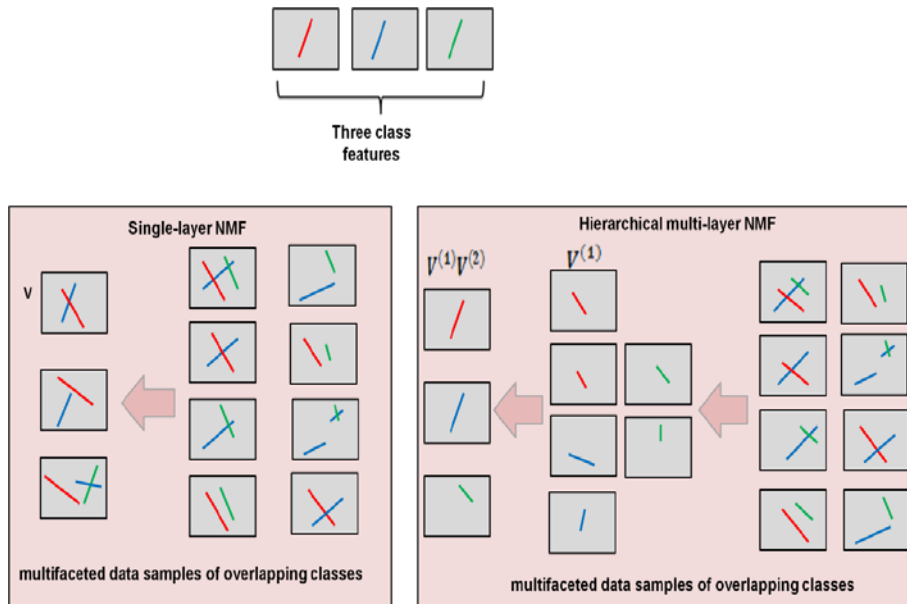 Three class
features
Single-layer NMF
V
multifaceted data samples of overlapping classes
Hierarchical multi-layer NMF
V⁽¹⁾V⁽²⁾
V⁽¹⁾
multifaceted data samples of overlapping classes